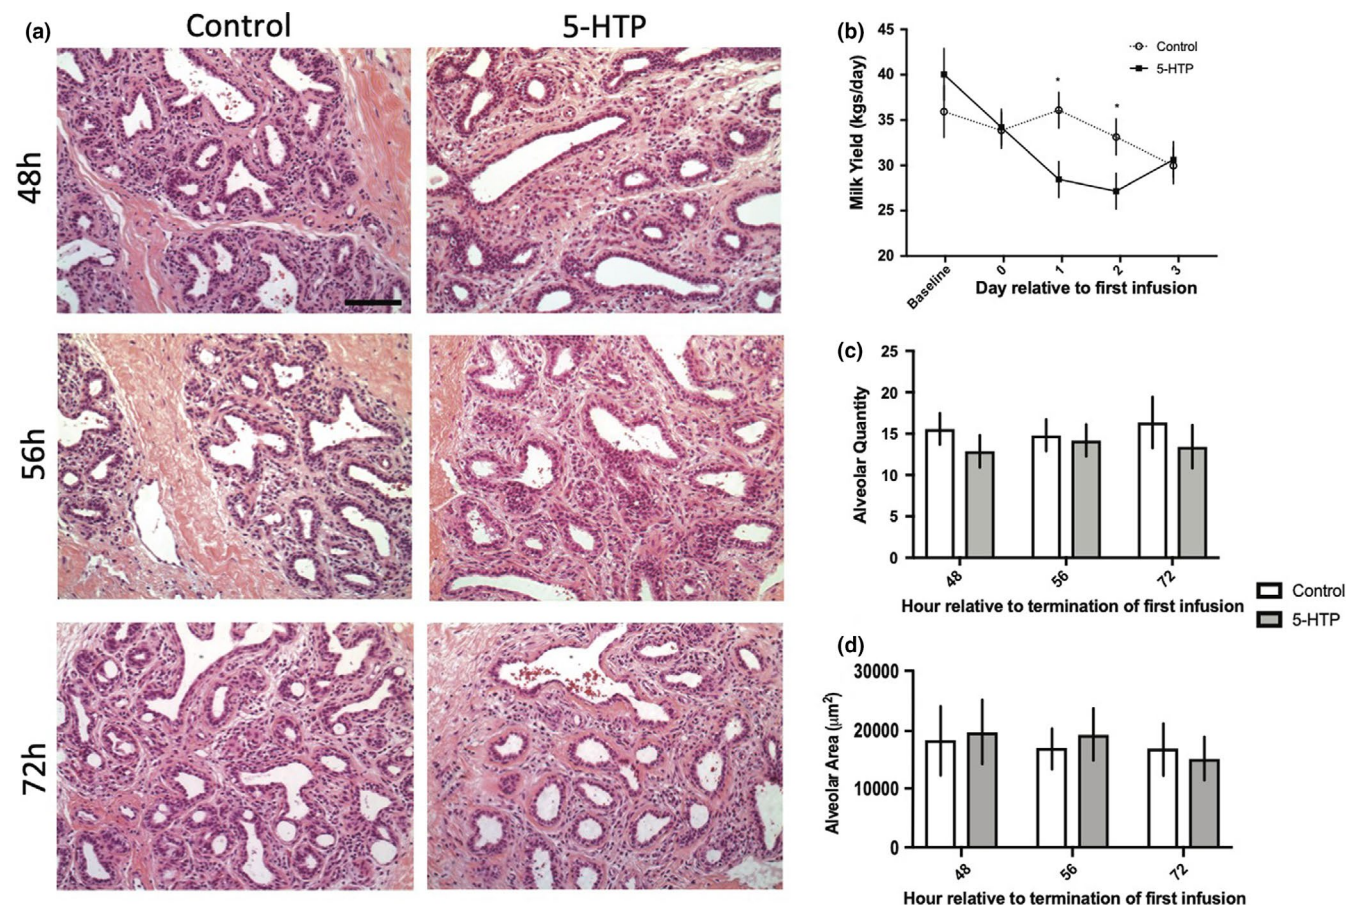 (a)
Control
5-HTP
48h
56h
72h
(b)
Milk Yield (kgs/day)
45
40
35
30
25
20
Control
5-HTP
*
*
Baseline
0
1
2
3
Day relative to first infusion
(c)
Alveolar Quantity
25
20
15
10
5
0
48
56
72
Hour relative to termination of first infusion
Control
5-HTP
(d)
Alveolar Area (μm²)
30000
20000
10000
0
48
56
72
Hour relative to termination of first infusion